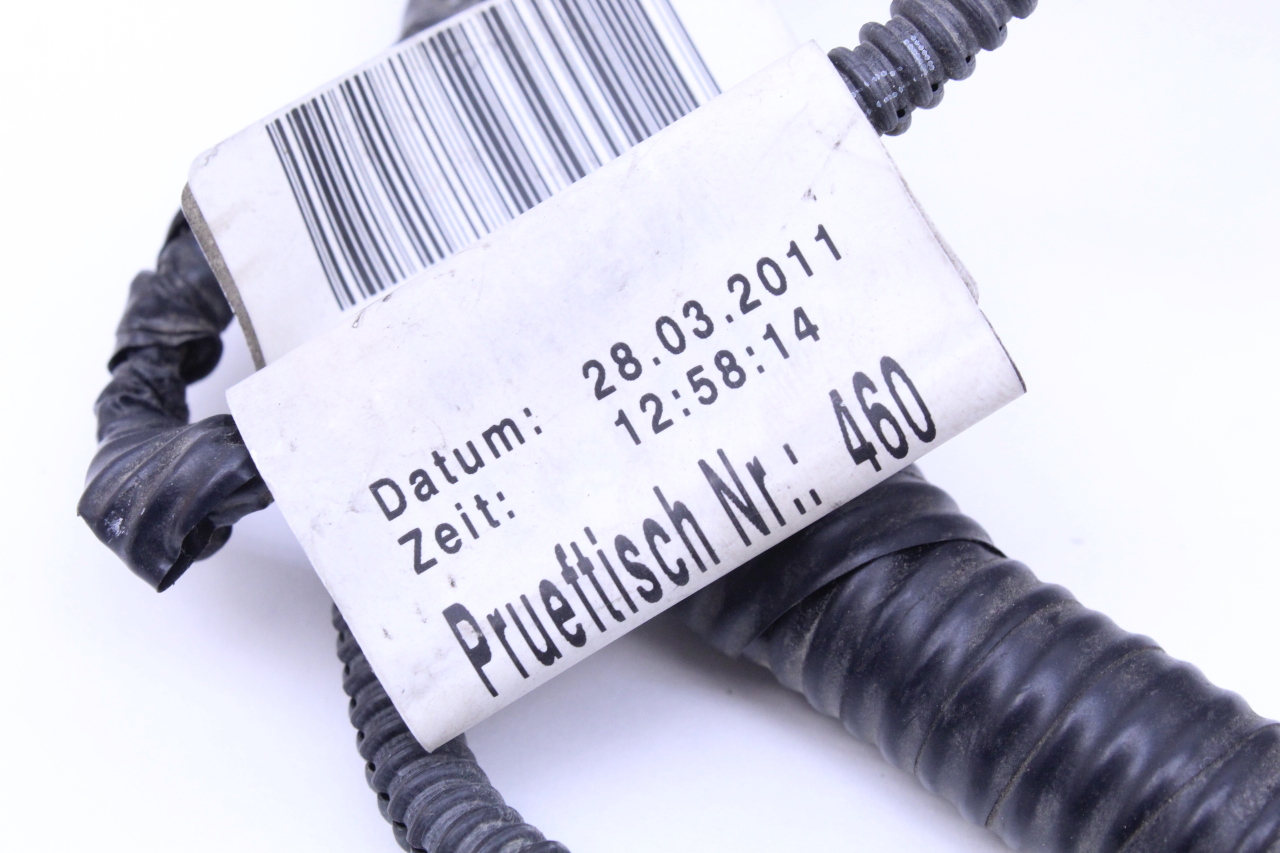 Datum: 28.03.2011
Zeit: 12:58:14
Prueftisch Nr.: 460